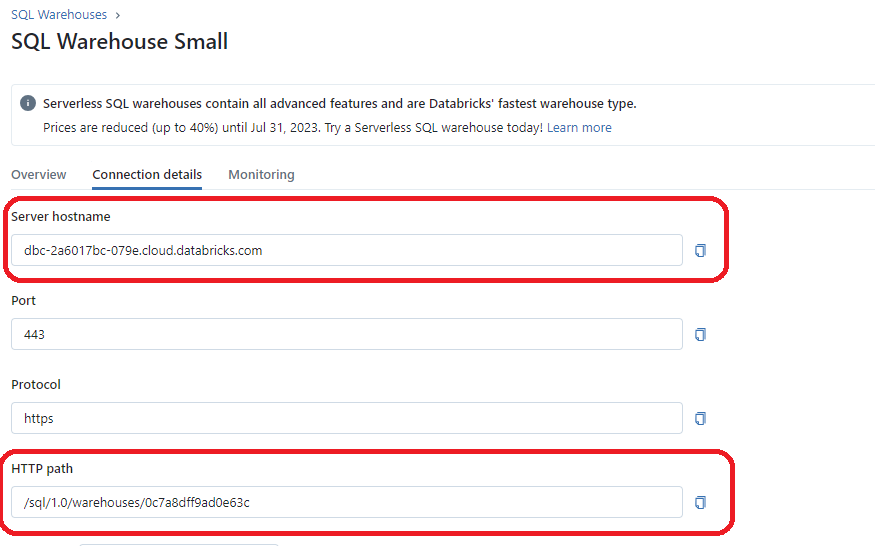 SQL Warehouses ›
SQL Warehouse Small
Serverless SQL warehouses contain all advanced features and are Databricks' fastest warehouse type.
Prices are reduced (up to 40%) until Jul 31, 2023. Try a Serverless SQL warehouse today! Learn more
Overview Connection details Monitoring
Server hostname
dbc-2a6017bc-079e.cloud.databricks.com
Port
443
Protocol
https
HTTP path
/sql/1.0/warehouses/0c7a8dff9ad0e63c